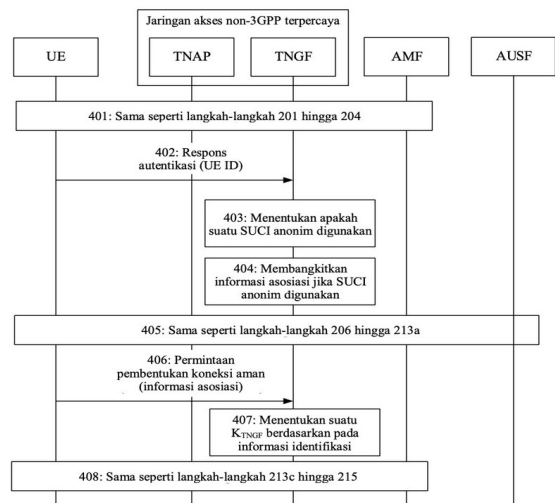 Jaringan akses non-3GPP terpercaya
UE
TNAP
TNGF
AMF
AUSF
401: Sama seperti langkah-langkah 201 hingga 204
402: Respons
autentikasi (UE ID)
403: Menentukan apakah
suatu SUCI anonim digunakan
404: Membangkitkan
informasi asosiasi jika SUCI
anonim digunakan
405: Sama seperti langkah-langkah 206 hingga 213a
406: Permintaan
pembentukan koneksi aman
(informasi asosiasi)
407: Menentukan suatu
KTNGF berdasarkan pada
informasi identifikasi
408: Sama seperti langkah-langkah 213c hingga 215